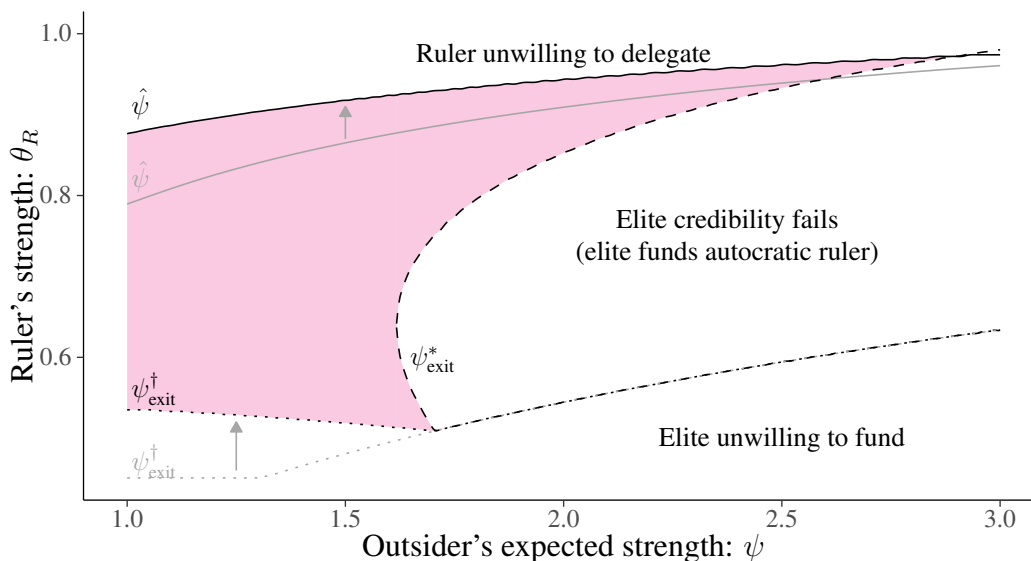 1.0
Ruler unwilling to delegate
ψ̂
ψ̂
Ruler's strength: θ_R
0.8
Elite credibility fails
(elite funds autocratic ruler)
0.6
ψ*_exit
ψ†_exit
Elite unwilling to fund
ψ†_exit
1.0 1.5 2.0 2.5 3.0
Outsider's expected strength: ψ